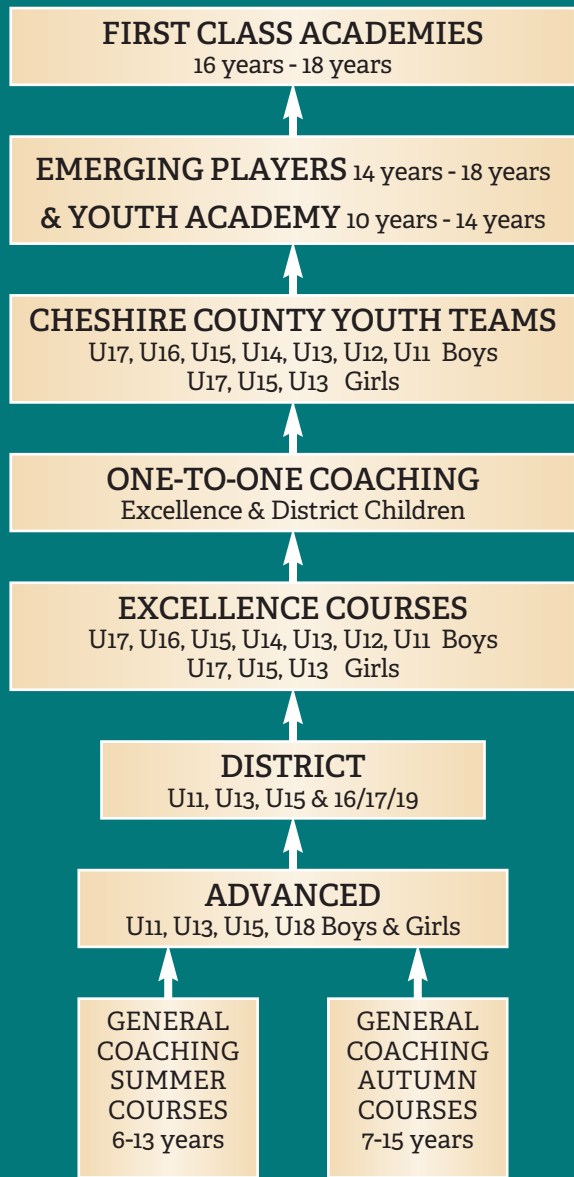 FIRST CLASS ACADEMIES
16 years - 18 years
EMERGING PLAYERS 14 years - 18 years
& YOUTH ACADEMY 10 years - 14 years
CHESHIRE COUNTY YOUTH TEAMS
U17, U16, U15, U14, U13, U12, U11 Boys
U17, U15, U13 Girls
ONE-TO-ONE COACHING
Excellence & District Children
EXCELLENCE COURSES
U17, U16, U15, U14, U13, U12, U11 Boys
U17, U15, U13 Girls
DISTRICT
U11, U13, U15 & 16/17/19
ADVANCED
U11, U13, U15, U18 Boys & Girls
GENERAL
COACHING
SUMMER
COURSES
6-13 years
GENERAL
COACHING
AUTUMN
COURSES
7-15 years